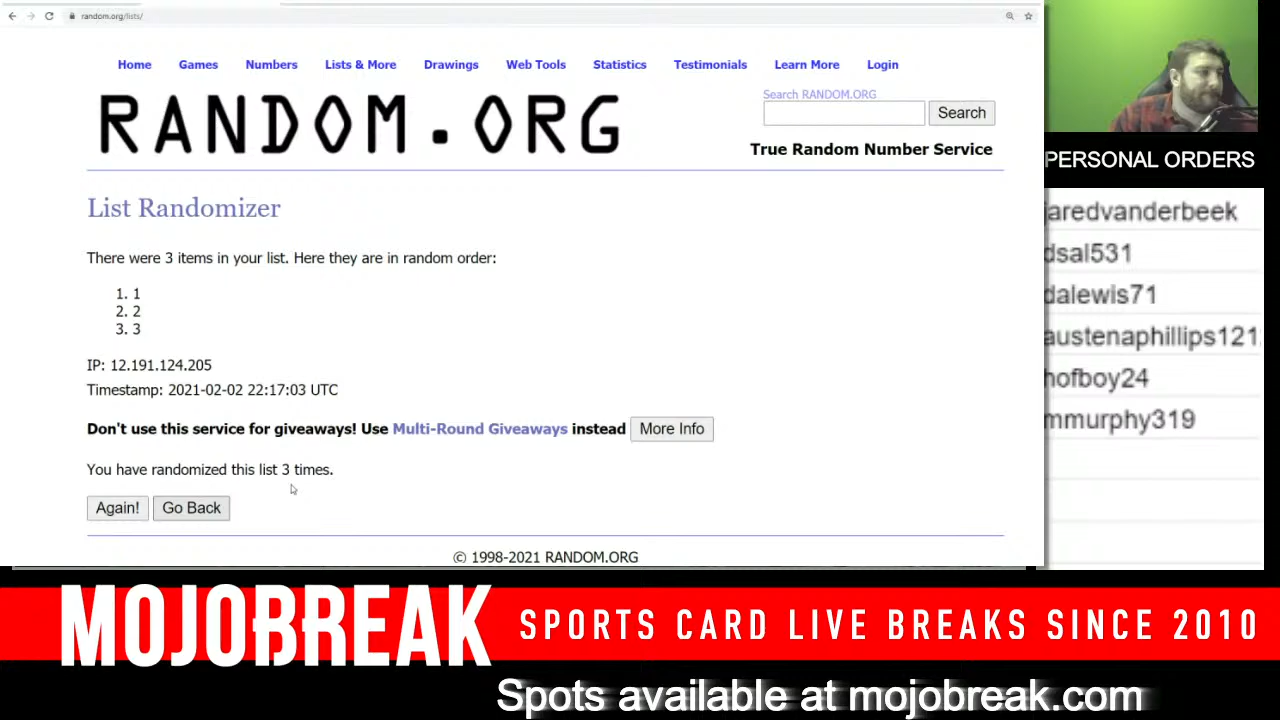 random.org/lists/
Home Games Numbers Lists & More Drawings Web Tools Statistics Testimonials Learn More Login
RANDOM.ORG
Search RANDOM.ORG
Search
True Random Number Service
List Randomizer
There were 3 items in your list. Here they are in random order:
1. 1
2. 2
3. 3
IP: 12.191.124.205
Timestamp: 2021-02-02 22:17:03 UTC
Don't use this service for giveaways! Use Multi-Round Giveaways instead More Info
You have randomized this list 3 times.
Again! Go Back
© 1998-2021 RANDOM.ORG
PERSONAL ORDERS
jaredvanderbeek
dsal531
dalewis71
austenaphillips121
hofboy24
mmurphy319
MOJOBREAK
SPORTS CARD LIVE BREAKS SINCE 2010
Spots available at mojobreak.com